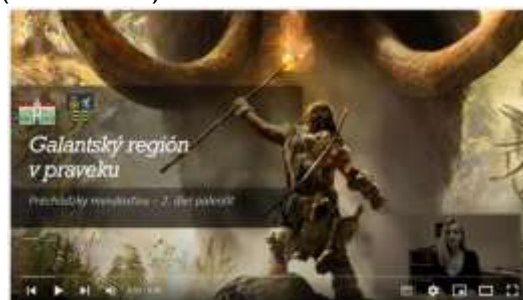 Galantský región
v praveku
Prechádzky minulosťou - 2. diel paleolit